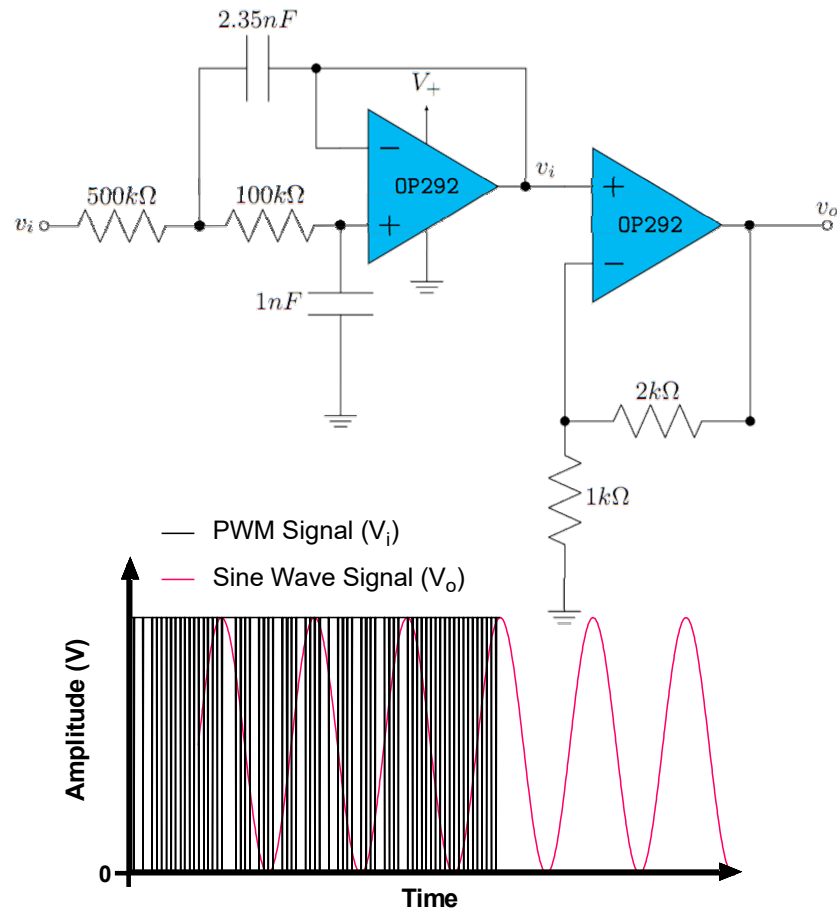 2.35nF
V+
500kΩ
100kΩ
−
OP292
+
vi
vi
+
OP292
−
vo
1nF
2kΩ
1kΩ
PWM Signal (Vi)
Sine Wave Signal (Vo)
Amplitude (V)
0
Time